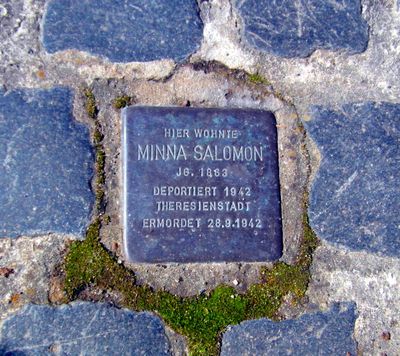 HIER WOHNTE
MINNA SALOMON
JG. 1863
DEPORTIERT 1942
THERESIENSTADT
ERMORDET 28.9.1942